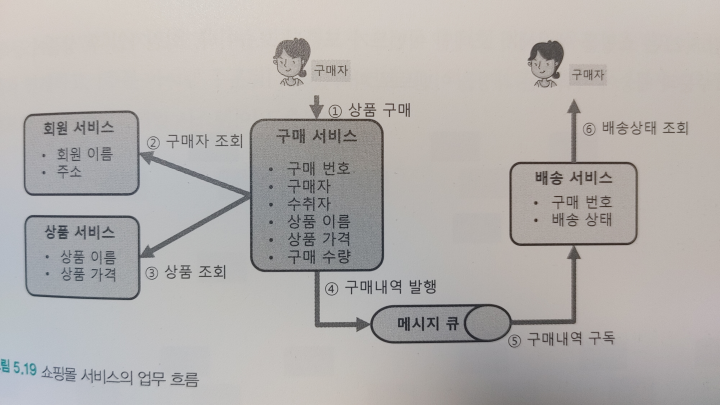 구매자
구매자
① 상품 구매
회원 서비스
• 회원 이름
• 주소
② 구매자 조회
구매 서비스
• 구매 번호
• 구매자
• 수취자
• 상품 이름
• 상품 가격
• 구매 수량
⑥ 배송상태 조회
배송 서비스
• 구매 번호
• 배송 상태
상품 서비스
• 상품 이름
• 상품 가격
③ 상품 조회
④ 구매내역 발행
메시지 큐
⑤ 구매내역 구독
림 5.19 쇼핑몰 서비스의 업무 흐름